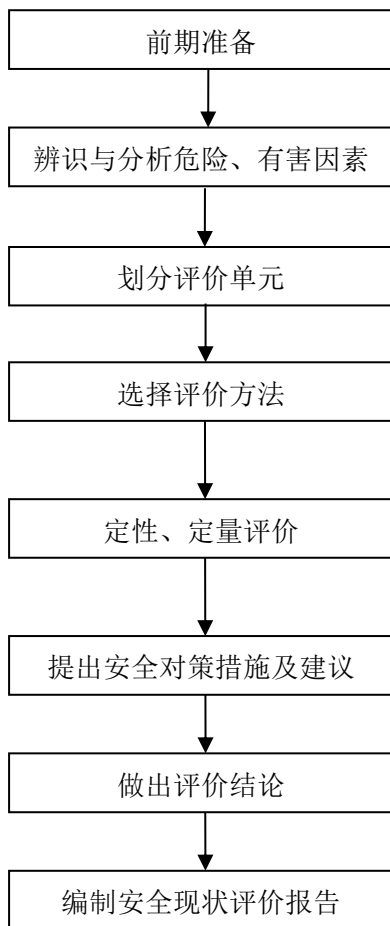 前期准备
辨识与分析危险、有害因素
划分评价单元
选择评价方法
定性、定量评价
提出安全对策措施及建议
做出评价结论
编制安全现状评价报告